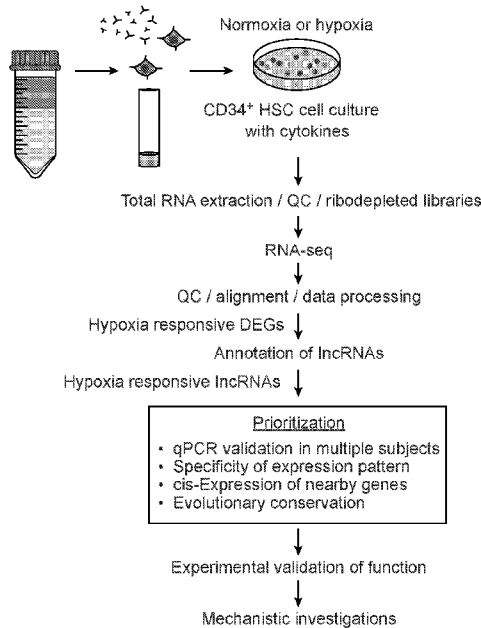 Normoxia or hypoxia
CD34⁺ HSC cell culture
with cytokines
Total RNA extraction / QC / ribodepleted libraries
RNA-seq
QC / alignment / data processing
Hypoxia responsive DEGs
Annotation of lncRNAs
Hypoxia responsive lncRNAs
Prioritization
• qPCR validation in multiple subjects
• Specificity of expression pattern
• cis-Expression of nearby genes
• Evolutionary conservation
Experimental validation of function
Mechanistic investigations